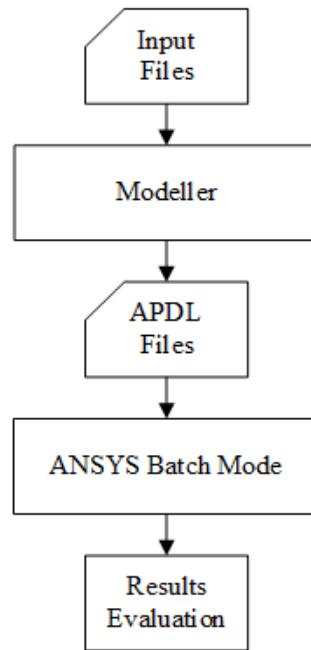 Input
Files
Modeller
APDL
Files
ANSYS Batch Mode
Results
Evaluation